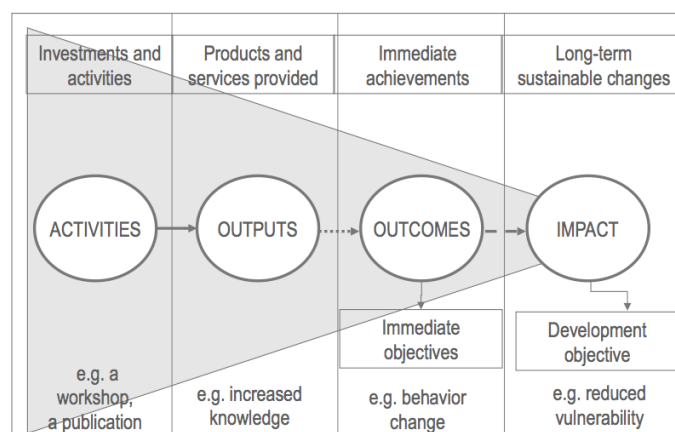 Investments and
activities
Products and
services provided
Immediate
achievements
Long-term
sustainable changes
ACTIVITIES
OUTPUTS
OUTCOMES
IMPACT
Immediate
objectives
Development
objective
e.g. a
workshop,
a publication
e.g. increased
knowledge
e.g. behavior
change
e.g. reduced
vulnerability